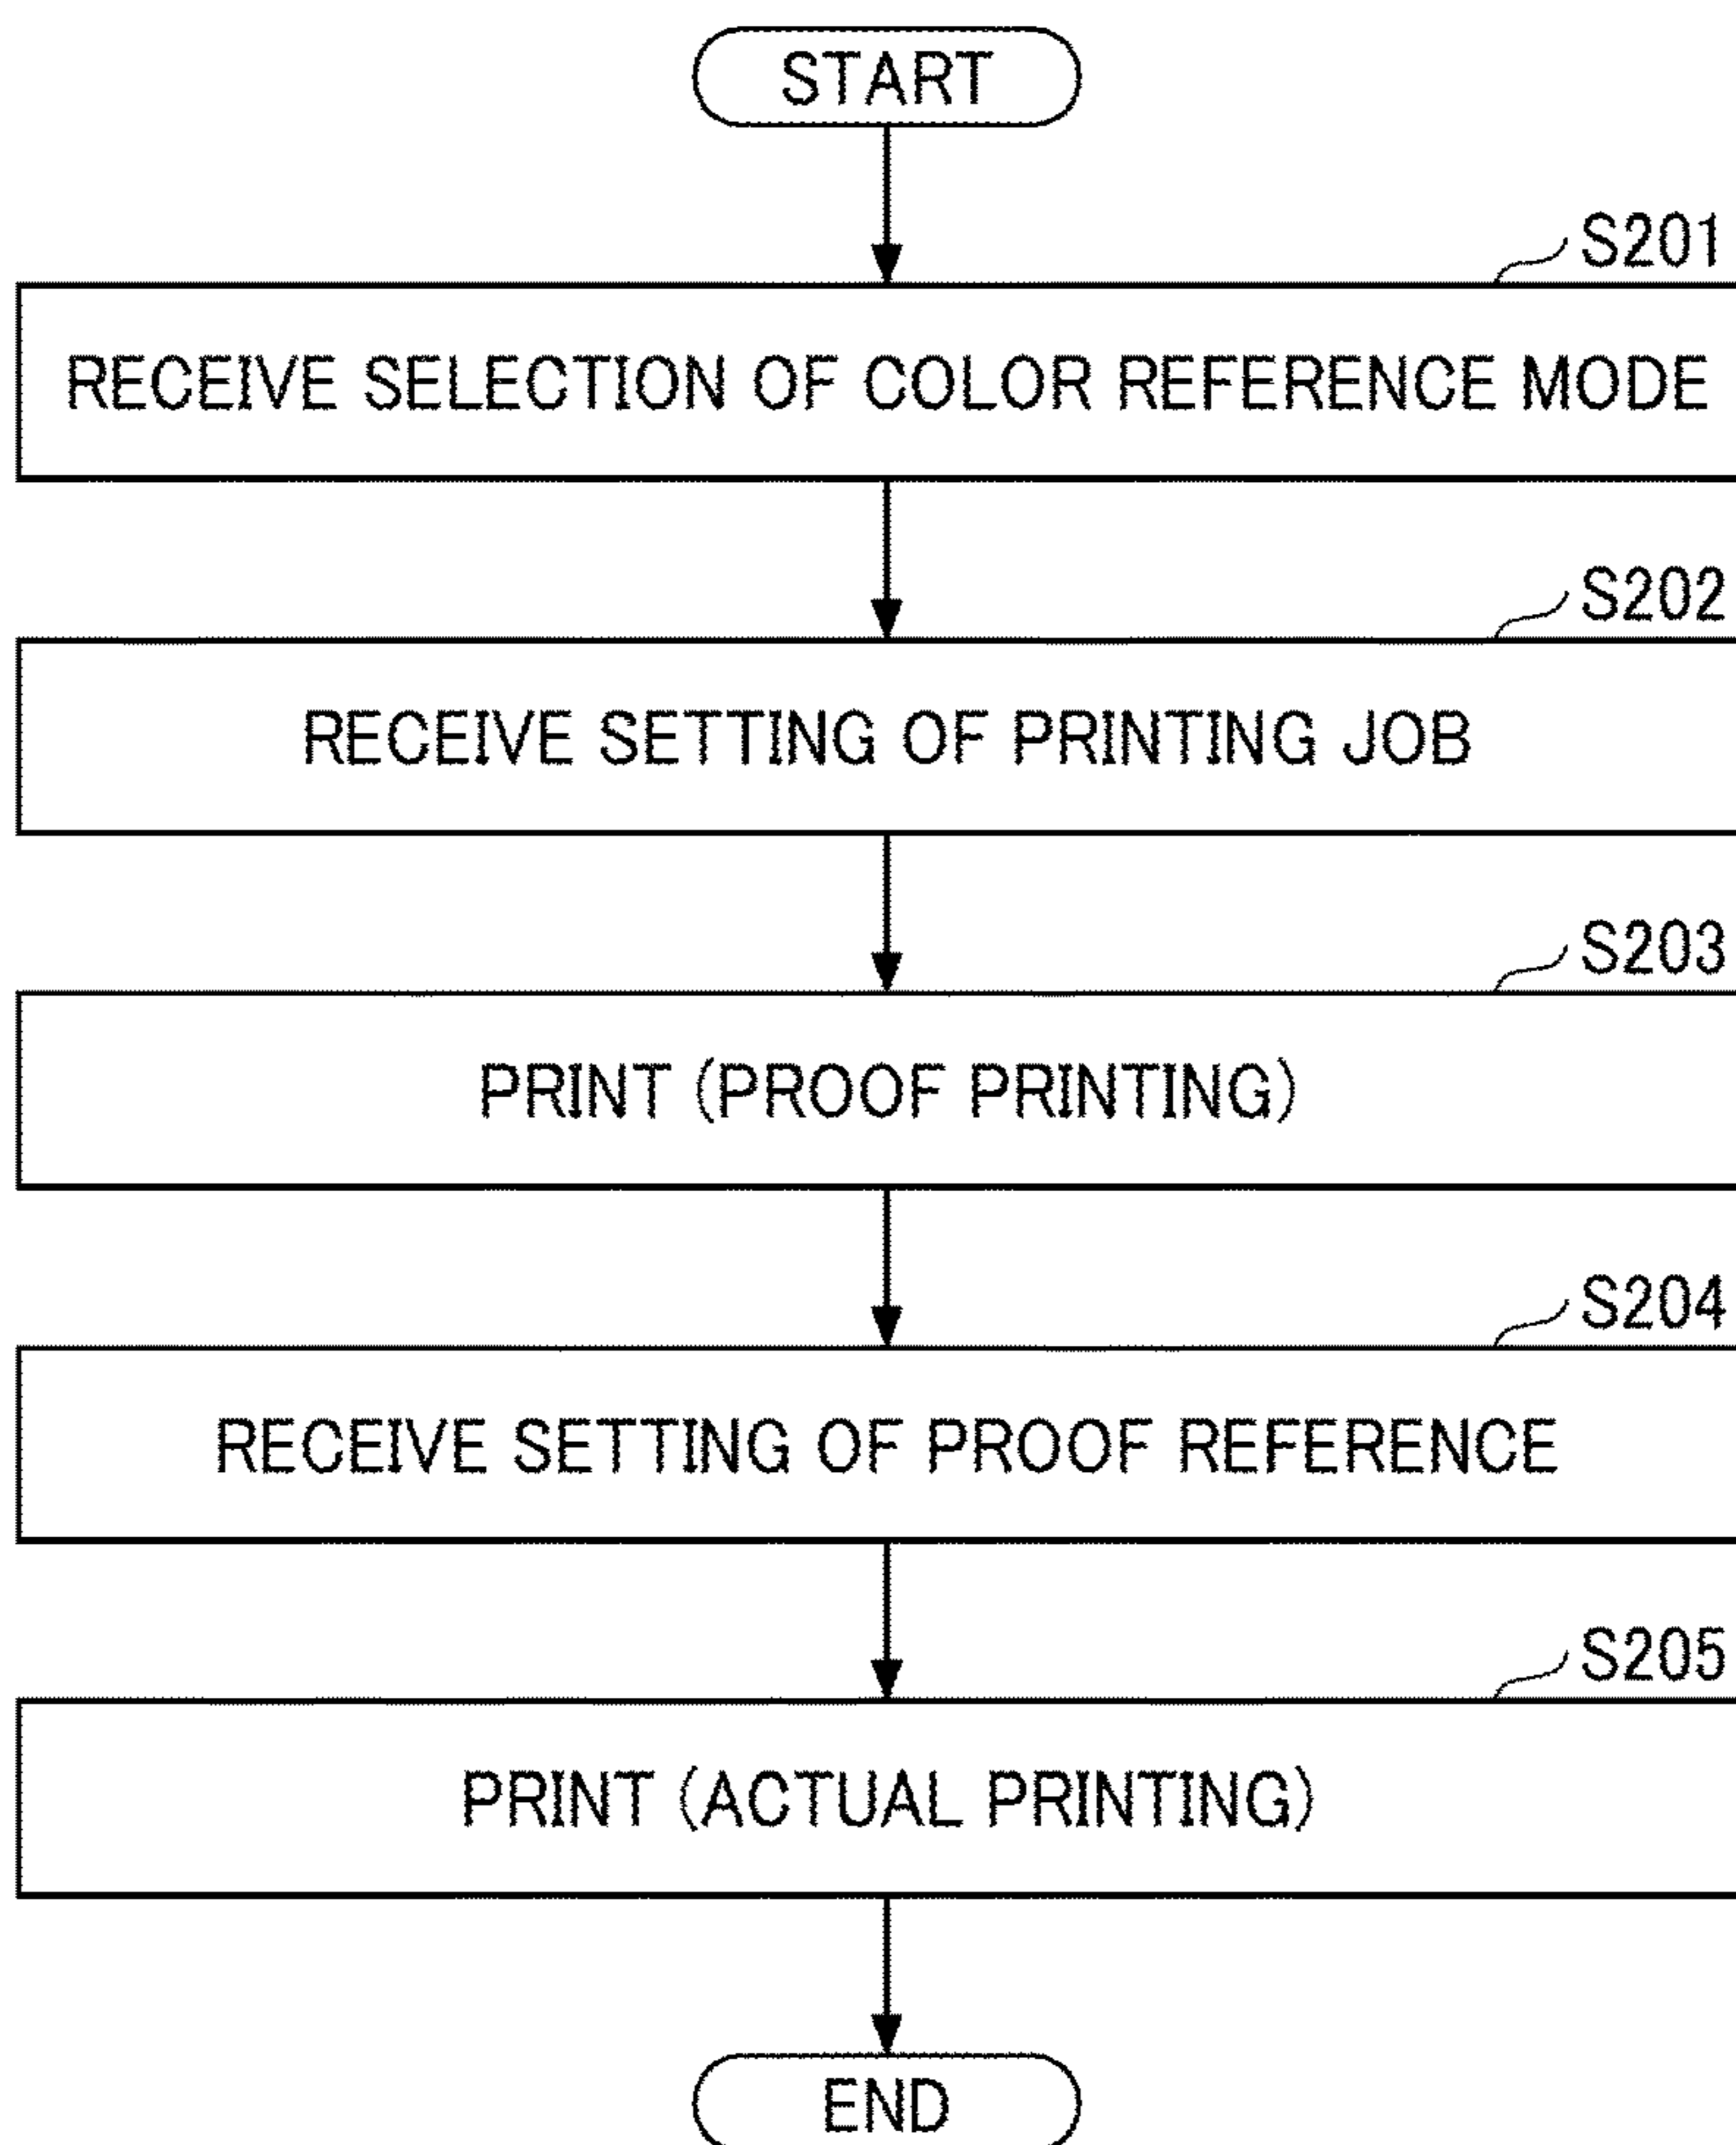 START
S201
RECEIVE SELECTION OF COLOR REFERENCE MODE
S202
RECEIVE SETTING OF PRINTING JOB
S203
PRINT (PROOF PRINTING)
S204
RECEIVE SETTING OF PROOF REFERENCE
S205
PRINT (ACTUAL PRINTING)
END